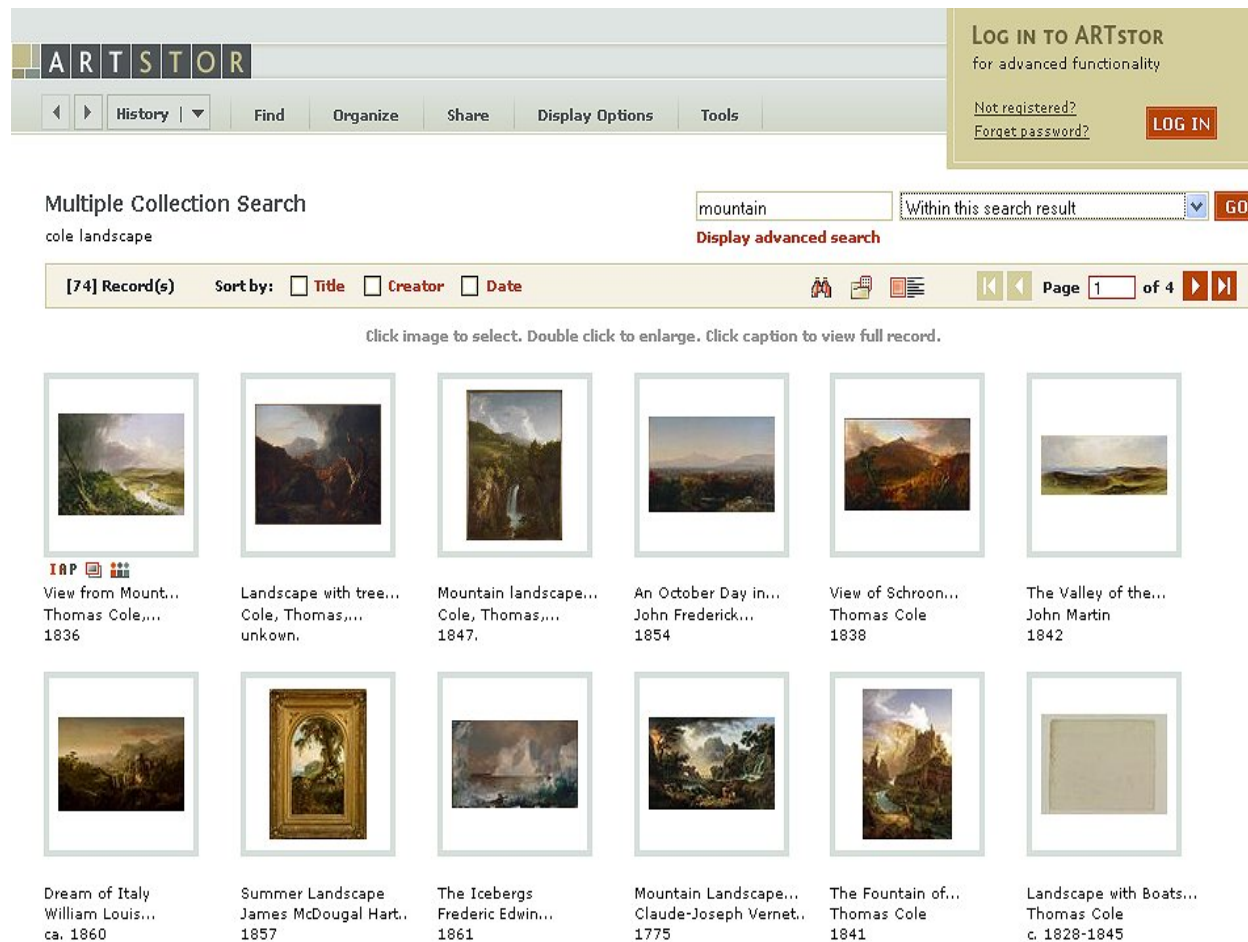 ARTSTOR
LOG IN TO ARTSTOR
for advanced functionality
Not registered?
Forget password?
LOG IN
History | Find Organize Share Display Options Tools
Multiple Collection Search
cole landscape
mountain Within this search result GO
Display advanced search
[74] Record(s) Sort by: Title Creator Date Page 1 of 4
Click image to select. Double click to enlarge. Click caption to view full record.
IAP
View from Mount...
Thomas Cole,...
1836
Landscape with tree...
Cole, Thomas,...
unkown.
Mountain landscape...
Cole, Thomas,...
1847.
An October Day in...
John Frederick...
1854
View of Schroon...
Thomas Cole
1838
The Valley of the...
John Martin
1842
Dream of Italy
William Louis...
ca. 1860
Summer Landscape
James McDougal Hart..
1857
The Icebergs
Frederic Edwin...
1861
Mountain Landscape...
Claude-Joseph Vernet..
1775
The Fountain of...
Thomas Cole
1841
Landscape with Boats...
Thomas Cole
c. 1828-1845